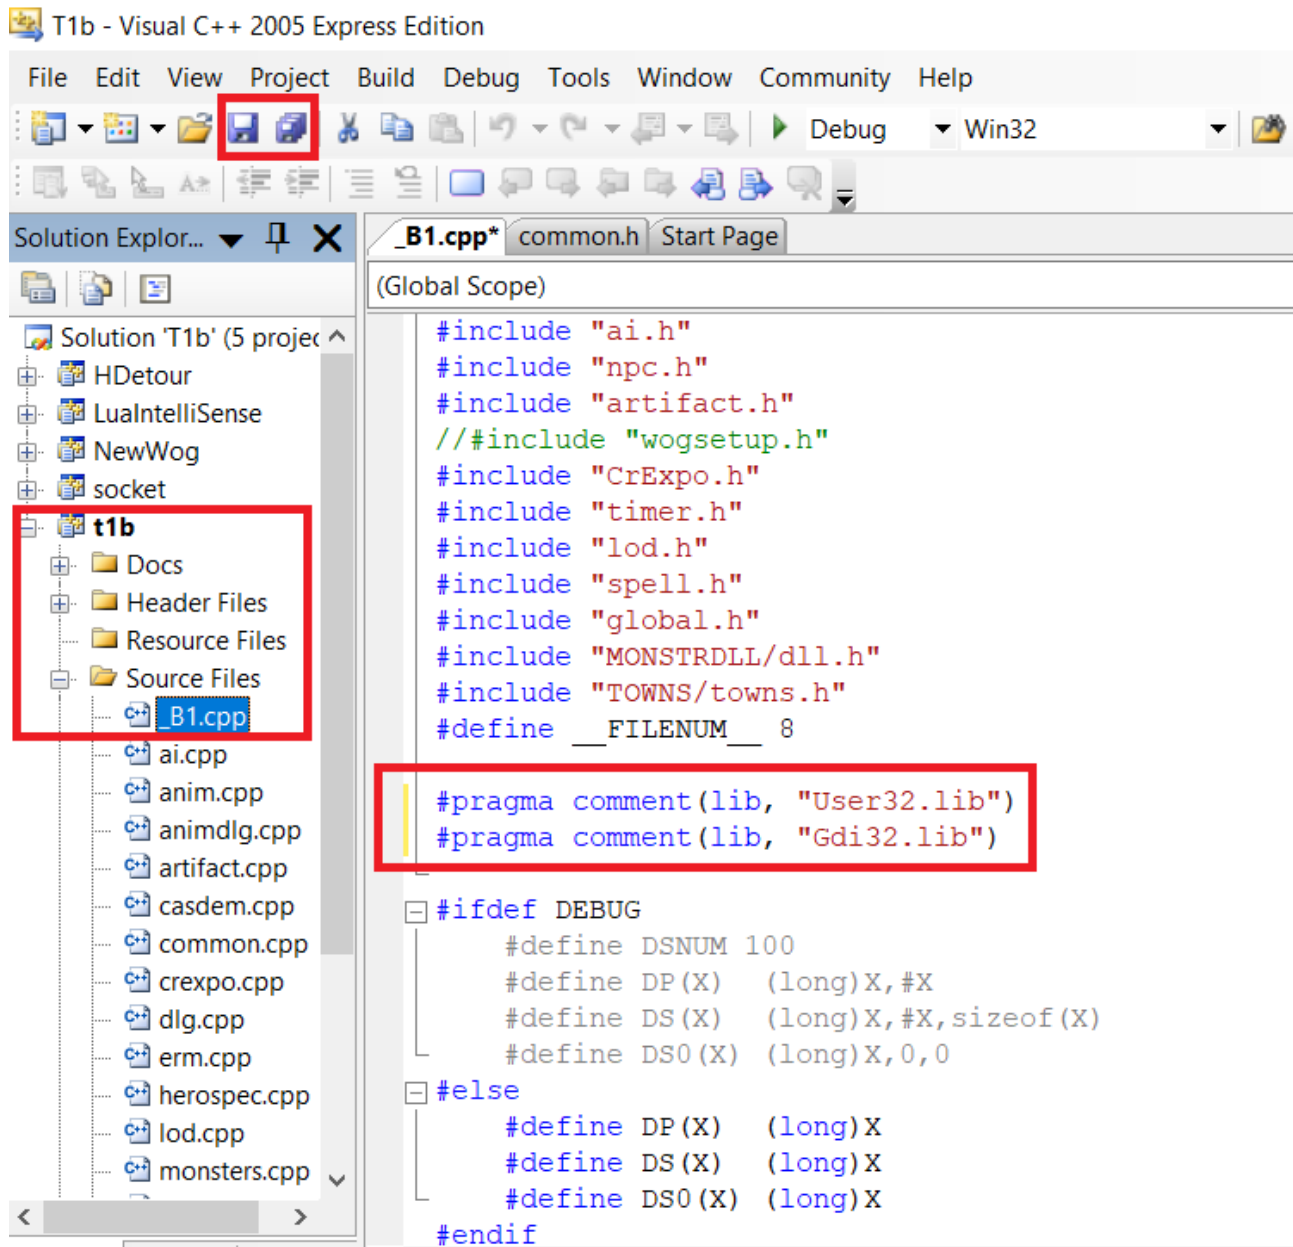 T1b - Visual C++ 2005 Express Edition
File Edit View Project Build Debug Tools Window Community Help
Debug Win32
Solution Explor...
_B1.cpp* common.h Start Page
(Global Scope)
Solution 'T1b' (5 projec
HDetour
LuaIntelliSense
NewWog
socket
t1b
Docs
Header Files
Resource Files
Source Files
_B1.cpp
ai.cpp
anim.cpp
animdlg.cpp
artifact.cpp
casdem.cpp
common.cpp
crexpo.cpp
dlg.cpp
erm.cpp
herospec.cpp
lod.cpp
monsters.cpp
#include "ai.h"
#include "npc.h"
#include "artifact.h"
//#include "wogsetup.h"
#include "CrExpo.h"
#include "timer.h"
#include "lod.h"
#include "spell.h"
#include "global.h"
#include "MONSTRDLL/dll.h"
#include "TOWNS/towns.h"
#define __FILENUM__ 8
#pragma comment(lib, "User32.lib")
#pragma comment(lib, "Gdi32.lib")
#ifdef DEBUG
#define DSNUM 100
#define DP(X) (long)X,#X
#define DS(X) (long)X,#X,sizeof(X)
#define DS0(X) (long)X,0,0
#else
#define DP(X) (long)X
#define DS(X) (long)X
#define DS0(X) (long)X
#endif